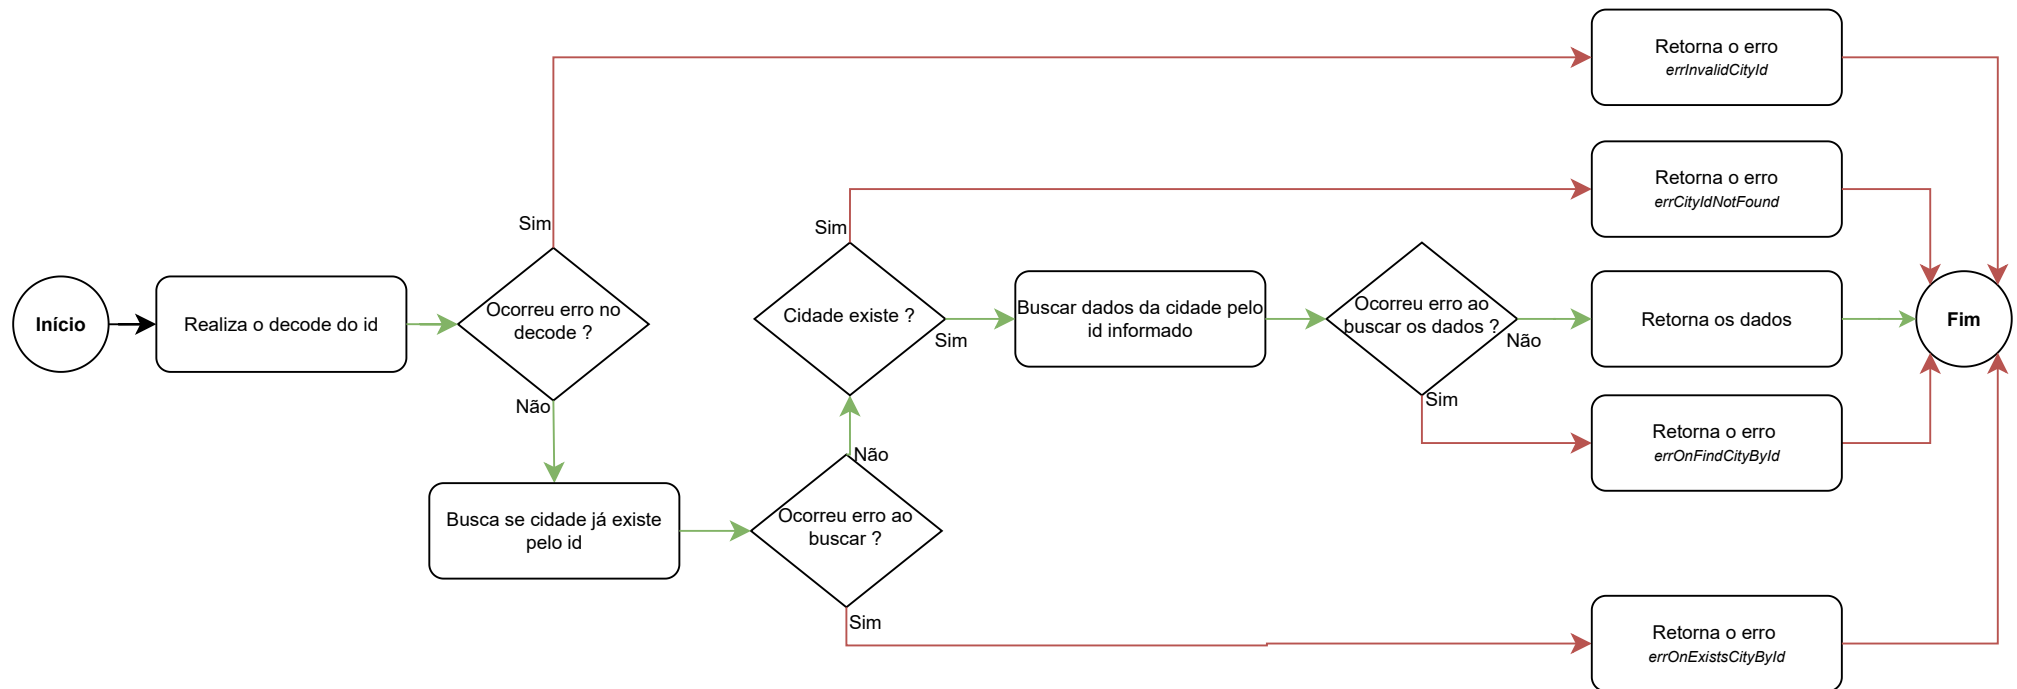 Início
Realiza o decode do id
Ocorreu erro no
decode ?
Sim
Não
Busca se cidade já existe
pelo id
Ocorreu erro ao
buscar ?
Não
Sim
Cidade existe ?
Sim
Sim
Buscar dados da cidade pelo
id informado
Ocorreu erro ao
buscar os dados ?
Não
Sim
Retorna o erro
errInvalidCityId
Retorna o erro
errCityIdNotFound
Retorna os dados
Retorna o erro
errOnFindCityById
Retorna o erro
errOnExistsCityById
Fim